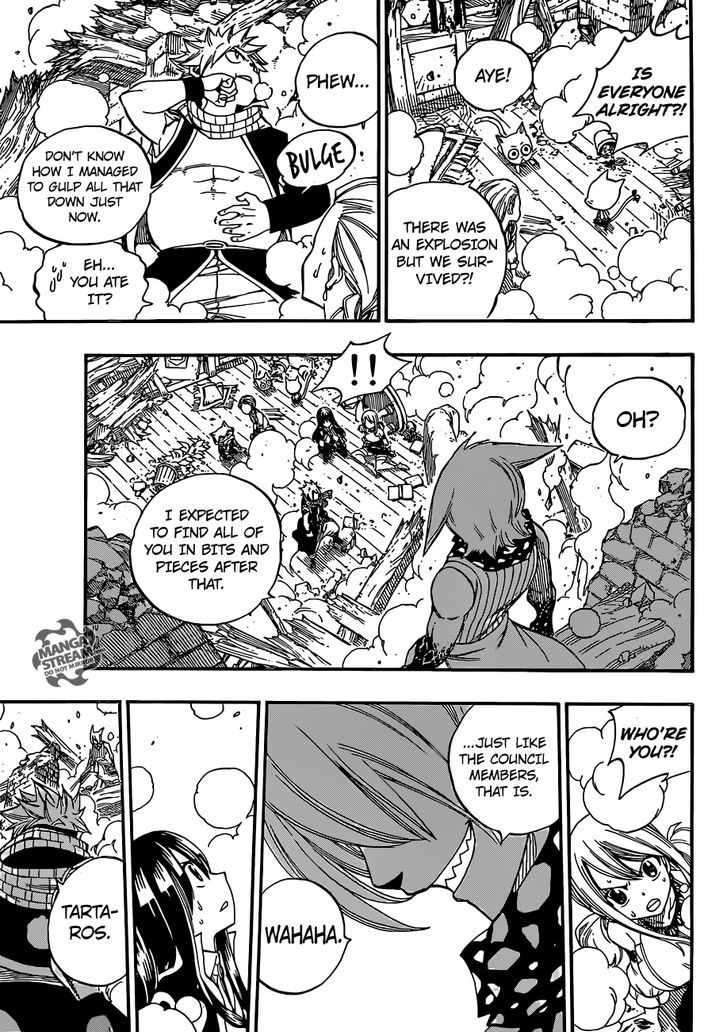 IS
EVERYONE
ALRIGHT?!
AYE!
THERE WAS
AN EXPLOSION
BUT WE SUR-
VIVED?!
PHEW...
BULGE
DON'T KNOW
HOW I MANAGED
TO GULP ALL THAT
DOWN JUST
NOW.
EH...
YOU ATE
IT?
!!
OH?
I EXPECTED
TO FIND ALL OF
YOU IN BITS AND
PIECES AFTER
THAT.
MANGA
STREAM
DO NOT MIRROR
WHO'RE
YOU?!
...JUST LIKE
THE COUNCIL
MEMBERS,
THAT IS.
WAHAHA.
TARTA-
ROS.